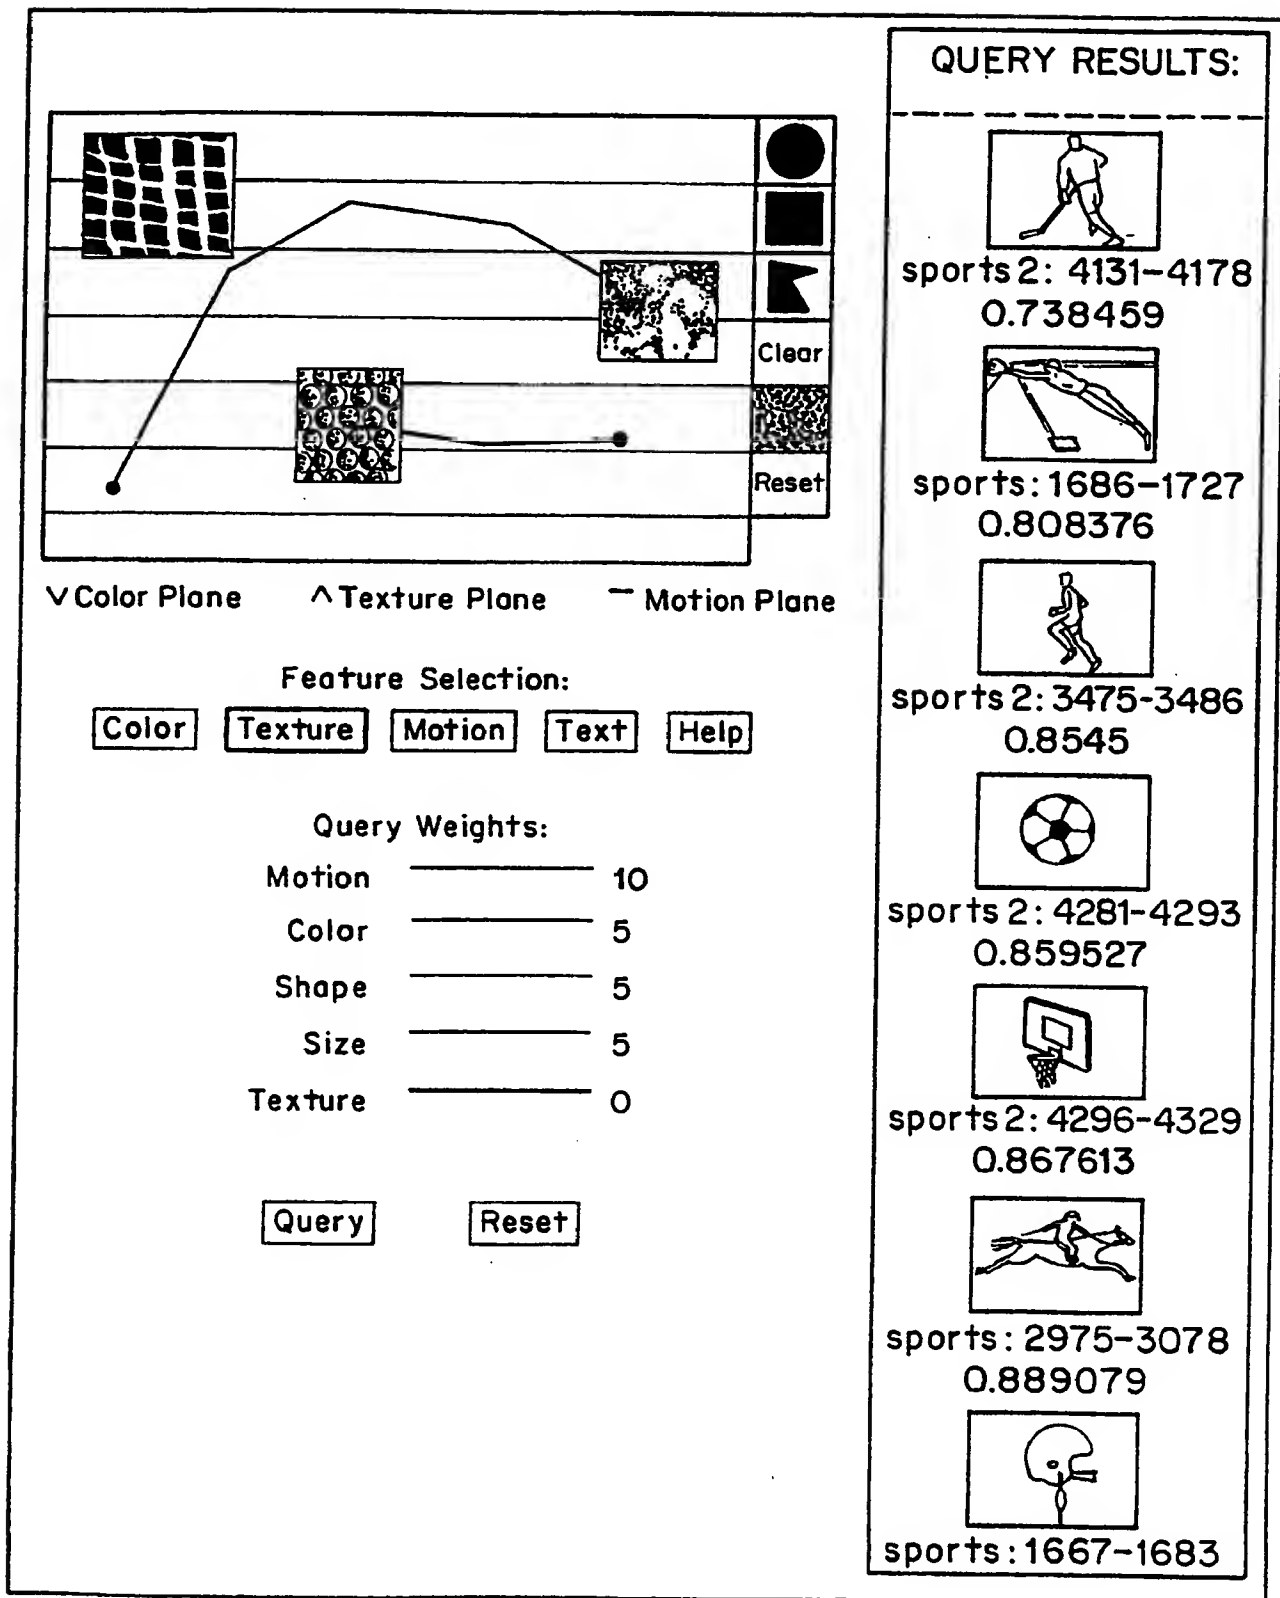 QUERY RESULTS:
Clear
Reset
∨ Color Plane ∧ Texture Plane − Motion Plane
Feature Selection:
Color Texture Motion Text Help
Query Weights:
Motion 10
Color 5
Shape 5
Size 5
Texture 0
Query Reset
sports2: 4131-4178
0.738459
sports: 1686-1727
0.808376
sports2: 3475-3486
0.8545
sports2: 4281-4293
0.859527
sports2: 4296-4329
0.867613
sports: 2975-3078
0.889079
sports: 1667-1683